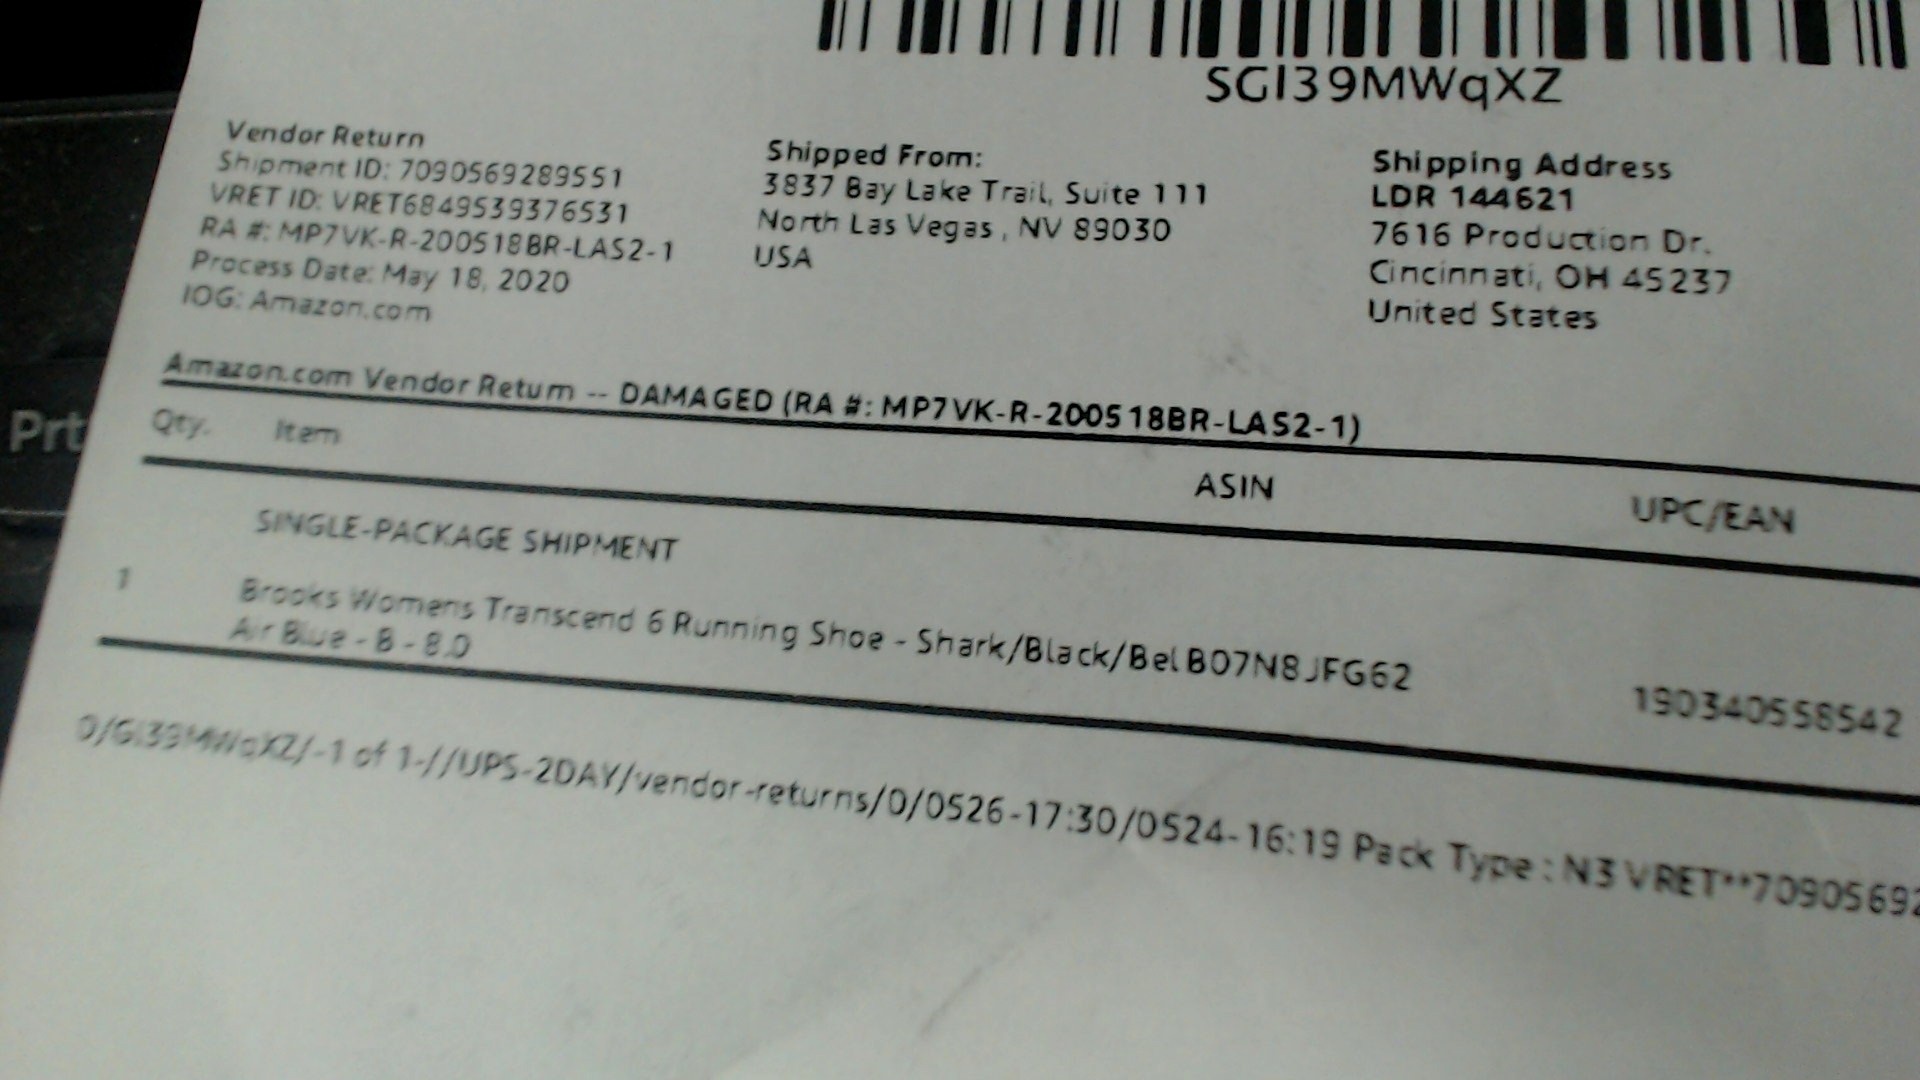 SGl39MWqXZ
Vendor Return
Shipment ID: 7090569289551
VRET ID: VRET6849539376531
RA #: MP7VK-R-200518BR-LAS2-1
Process Date: May 18, 2020
IOG: Amazon.com
Shipped From:
3837 Bay Lake Trail, Suite 111
North Las Vegas , NV 89030
USA
Shipping Address
LDR 144621
7616 Production Dr.
Cincinnati, OH 45237
United States
Amazon.com Vendor Return -- DAMAGED (RA #: MP7VK-R-200518BR-LAS2-1)
Qty. Item ASIN UPC/EAN
SINGLE-PACKAGE SHIPMENT
1 Brooks Womens Transcend 6 Running Shoe - Shark/Black/Bel B07N8JFG62 190340558542
Air Blue - B - 8.0
0/Gl39MWqXZ/-1 of 1-//UPS-2DAY/vendor-returns/0/0526-17:30/0524-16:19 Pack Type : N3 VRET**7090569
Prt